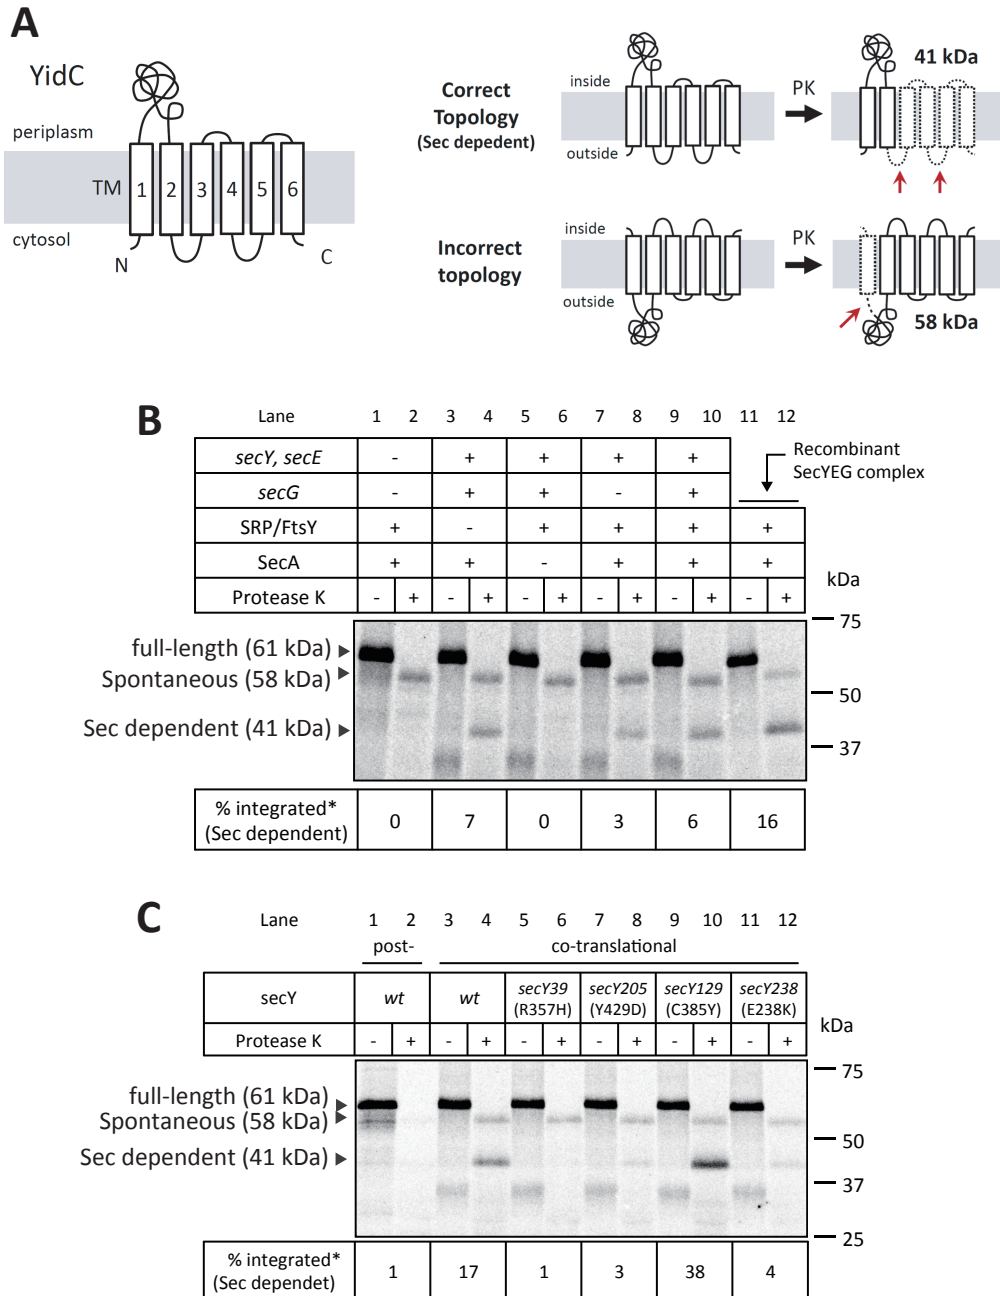 A
YidC
periplasm
TM
1 2 3 4 5 6
cytosol
N
C
Correct
Topology
(Sec depedent)
inside
outside
PK
41 kDa
Incorrect
topology
inside
outside
PK
58 kDa
B
Lane 1 2 3 4 5 6 7 8 9 10 11 12
secY, secE - + + + +
Recombinant
SecYEG complex
secG - + + - +
SRP/FtsY + - + + + +
SecA + + - + + +
Protease K - + - + - + - + - + - +
kDa
75
full-length (61 kDa)
Spontaneous (58 kDa)
50
Sec dependent (41 kDa)
37
% integrated*
(Sec dependent)
0 7 0 3 6 16
C
Lane 1 2 3 4 5 6 7 8 9 10 11 12
post- co-translational
secY wt wt secY39 secY205 secY129 secY238
(R357H) (Y429D) (C385Y) (E238K)
Protease K - + - + - + - + - + - +
kDa
75
full-length (61 kDa)
Spontaneous (58 kDa)
50
Sec dependent (41 kDa)
37
25
% integrated*
(Sec dependet)
1 17 1 3 38 4